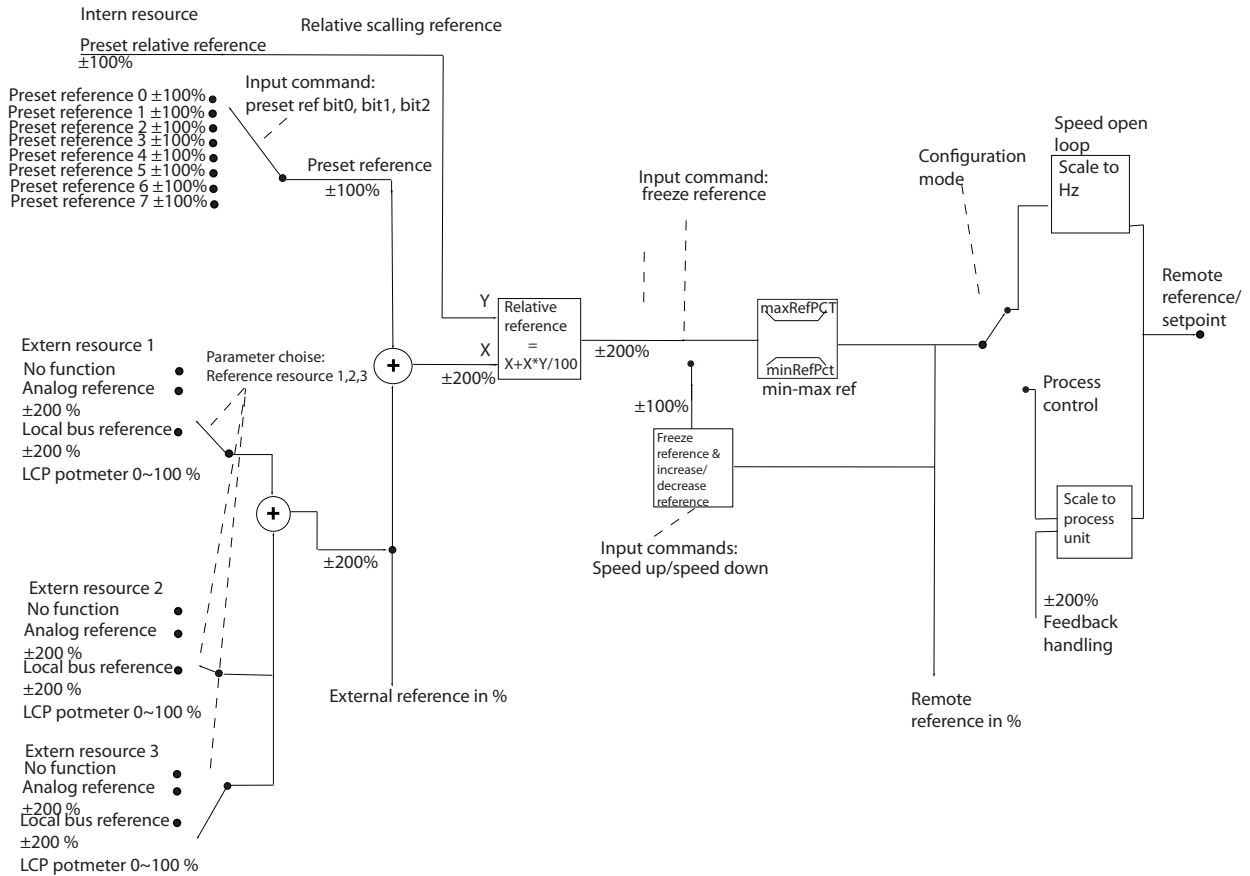 Intern resource
Relative scalling reference
Preset relative reference
±100%
Input command:
preset ref bit0, bit1, bit2
Preset reference 0 ±100%
Preset reference 1 ±100%
Preset reference 2 ±100%
Preset reference 3 ±100%
Preset reference 4 ±100%
Preset reference 5 ±100%
Preset reference 6 ±100%
Preset reference 7 ±100%
Preset reference
±100%
Input command:
freeze reference
Configuration
mode
Speed open
loop
Scale to
Hz
Remote
reference/
setpoint
Y
X
±200%
Relative
reference
=
X+X*Y/100
±200%
maxRefPCT
minRefPct
min-max ref
Extern resource 1
No function
Analog reference
±200 %
Local bus reference
±200 %
LCP potmeter 0~100 %
Parameter choise:
Reference resource 1,2,3
+
+
±200%
±100%
Freeze
reference &
increase/
decrease
reference
Input commands:
Speed up/speed down
Process
control
Scale to
process
unit
±200%
Feedback
handling
Extern resource 2
No function
Analog reference
±200 %
Local bus reference
±200 %
LCP potmeter 0~100 %
External reference in %
Remote
reference in %
Extern resource 3
No function
Analog reference
±200 %
Local bus reference
±200 %
LCP potmeter 0~100 %